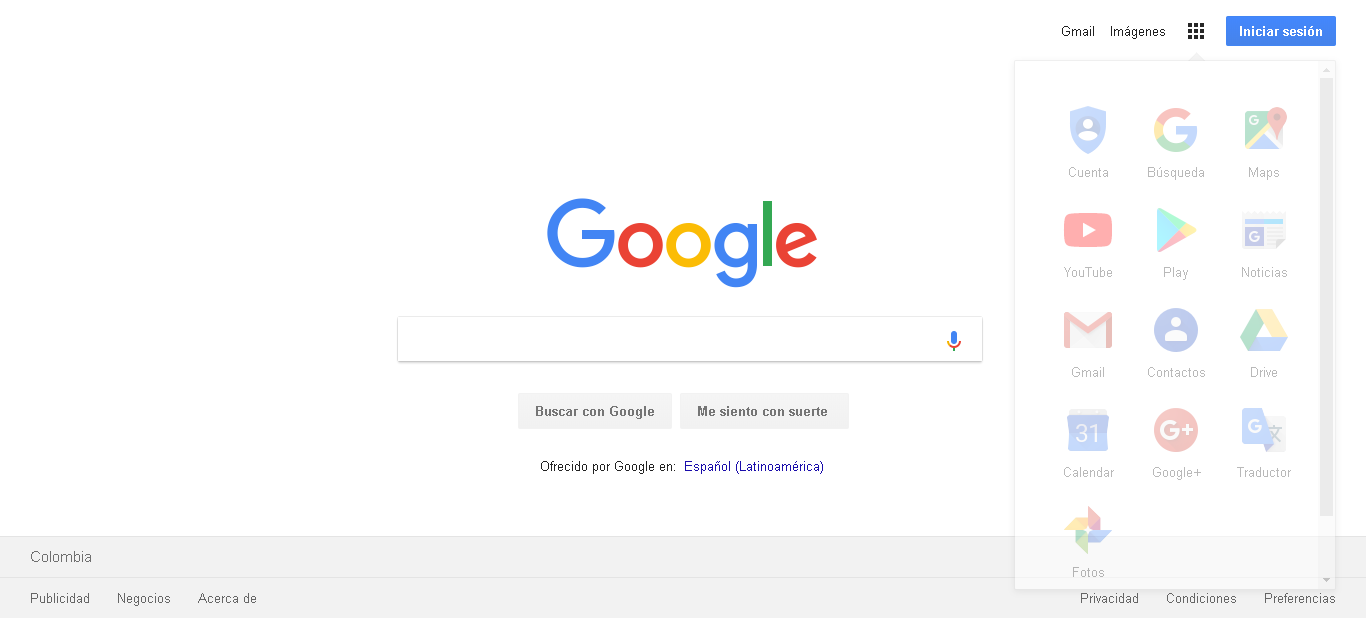 Gmail Imágenes Iniciar sesión
Cuenta Búsqueda Maps
YouTube Play Noticias
Gmail Contactos Drive
31
Calendar Google+ Traductor
Fotos
Google
Buscar con Google Me siento con suerte
Ofrecido por Google en: Español (Latinoamérica)
Colombia
Publicidad Negocios Acerca de
Privacidad Condiciones Preferencias